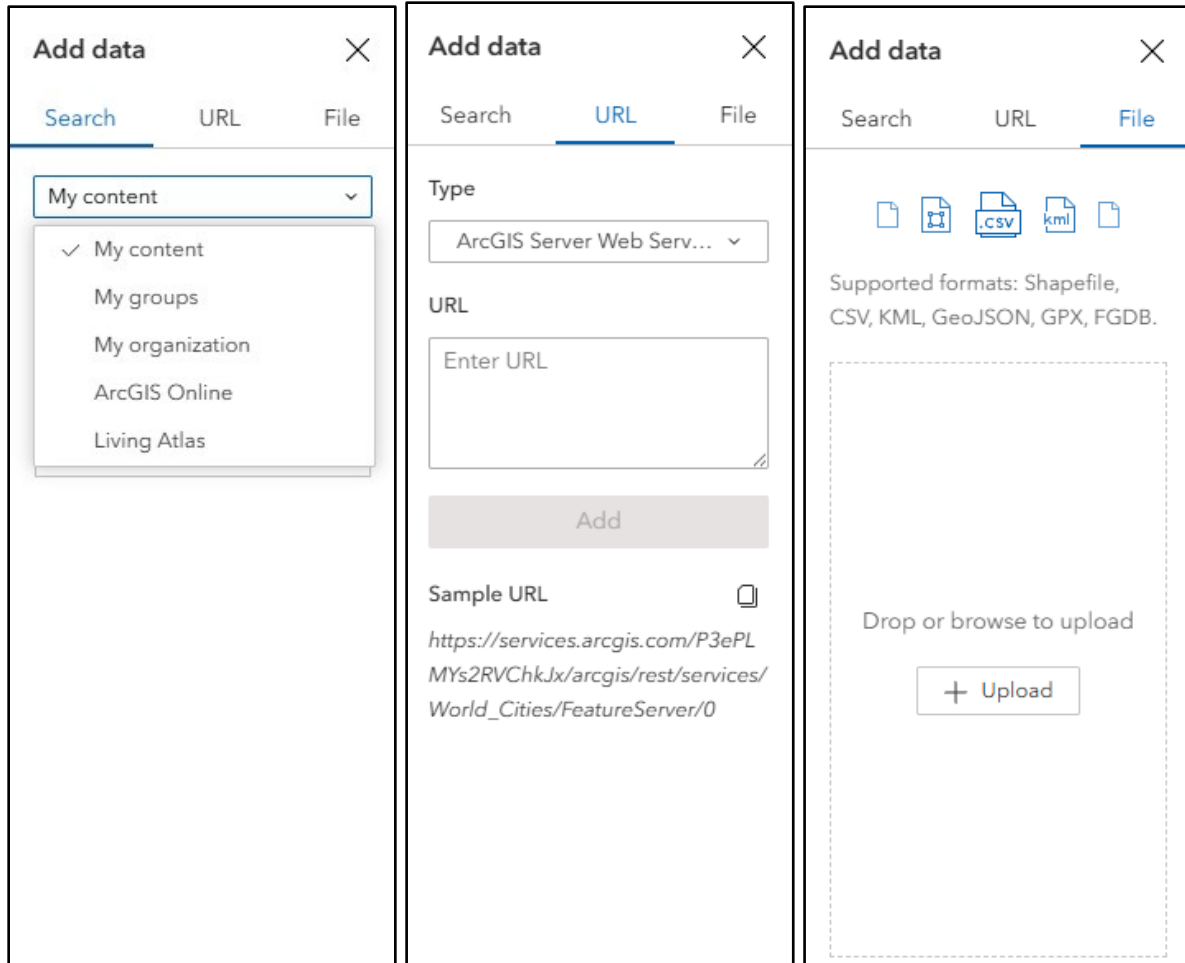 Add data
Search URL File
My content
My content
My groups
My organization
ArcGIS Online
Living Atlas
Add data
Search URL File
Type
ArcGIS Server Web Serv...
URL
Enter URL
Add
Sample URL
https://services.arcgis.com/P3ePL
MYs2RVChkJx/arcgis/rest/services/
World_Cities/FeatureServer/0
Add data
Search URL File
.CSV kml
Supported formats: Shapefile,
CSV, KML, GeoJSON, GPX, FGDB.
Drop or browse to upload
+ Upload